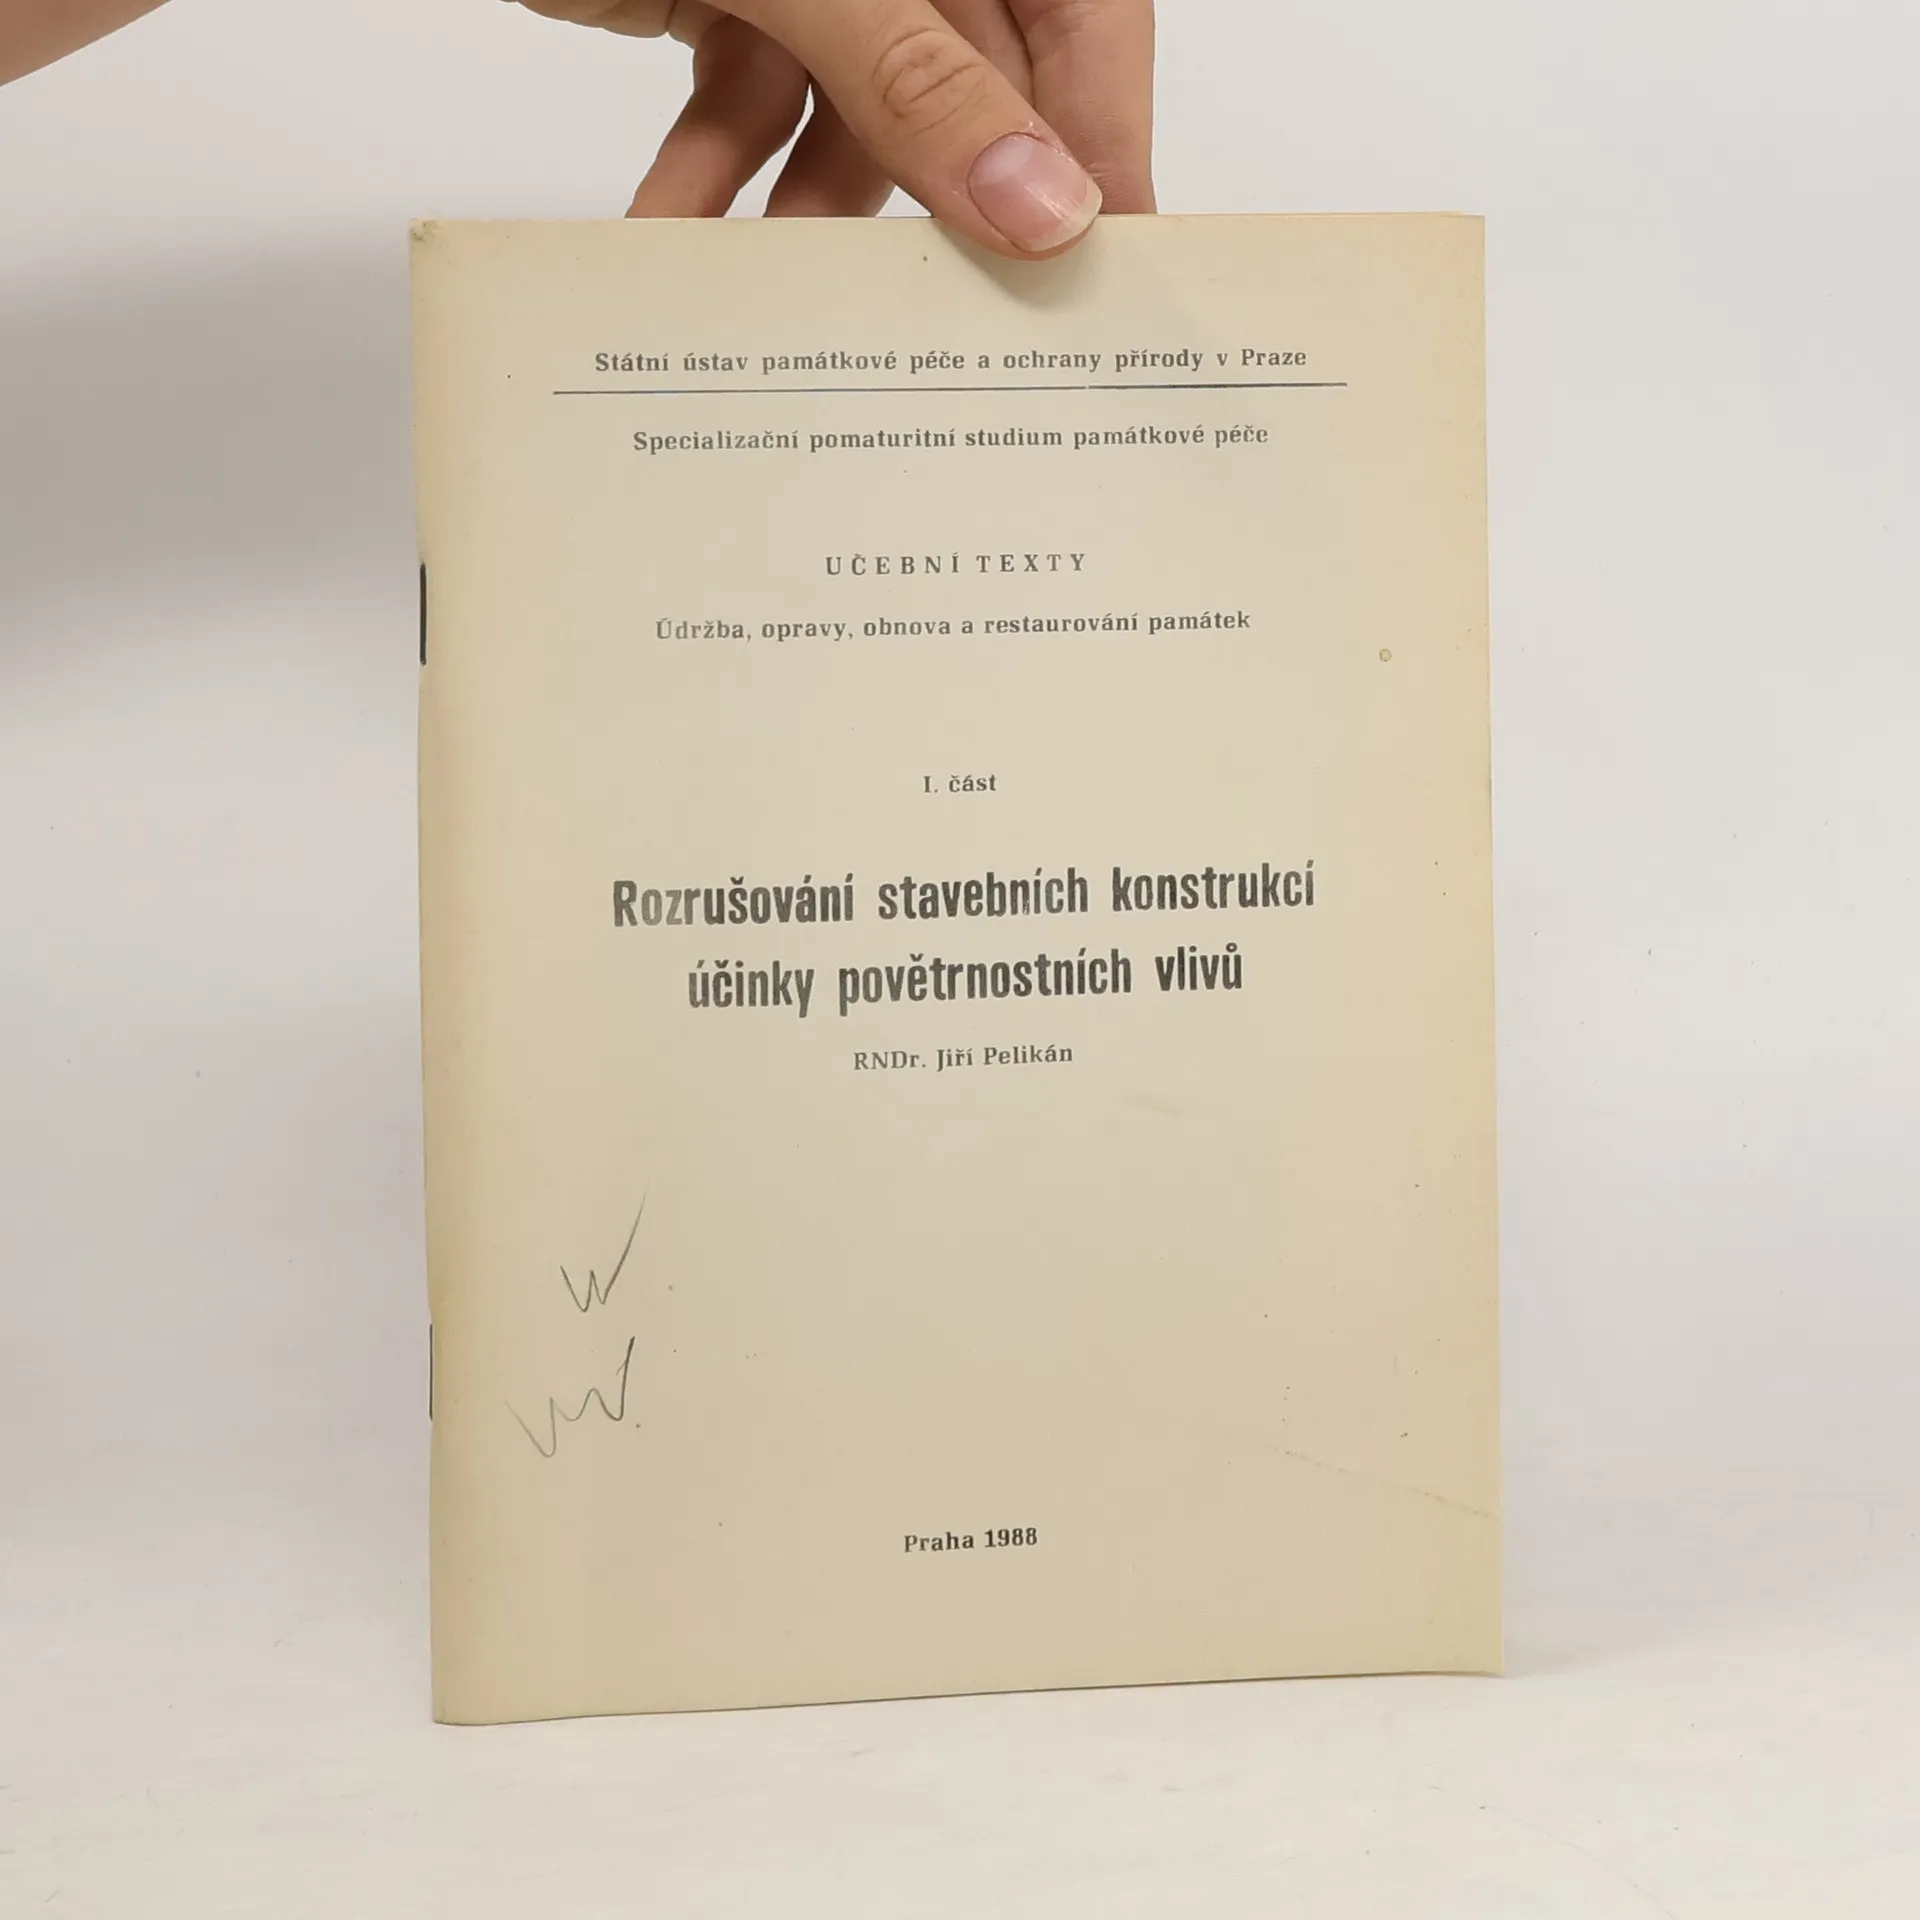 Státní ústav památkové péče a ochrany přírody v Praze
Specializační pomaturitní studium památkové péče
UČEBNÍ TEXTY
Údržba, opravy, obnova a restaurování památek
I. část
Rozrušování stavebních konstrukcí
účinky povětrnostních vlivů
RNDr. Jiří Pelikán
Praha 1988